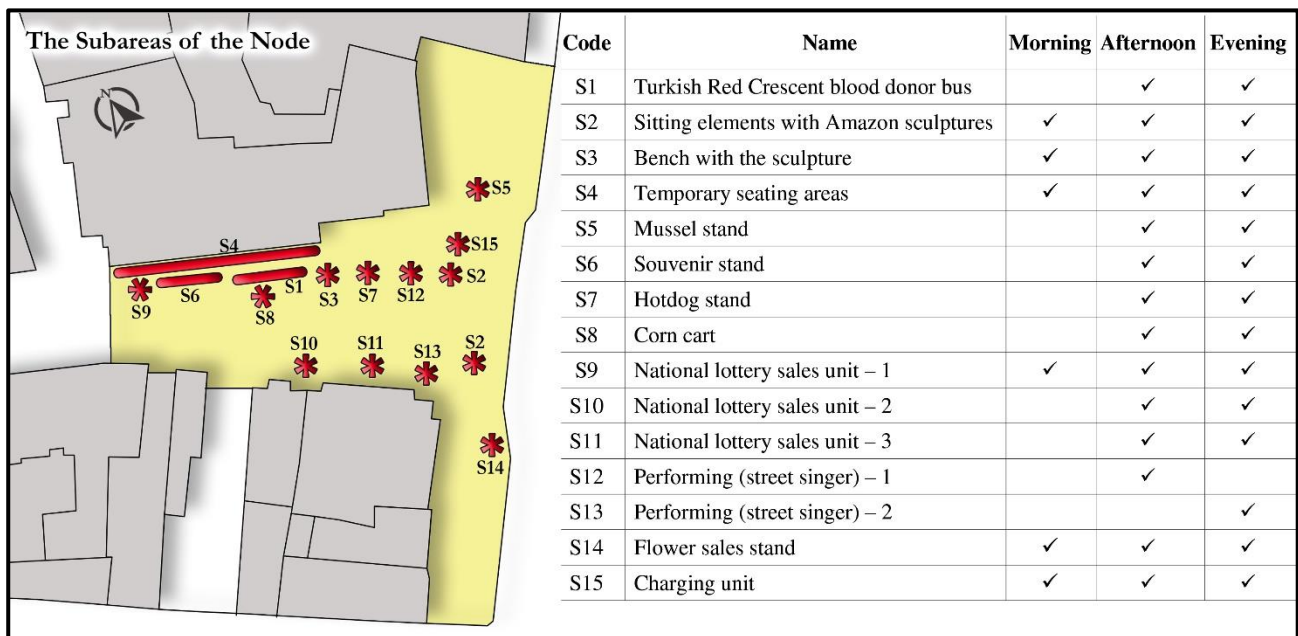 The Subareas of the Node
N
S5
S15
S4
S6
S1
S3
S7
S12
S2
S9
S8
S10
S11
S13
S2
S14
Code Name Morning Afternoon Evening
S1 Turkish Red Crescent blood donor bus ✓ ✓
S2 Sitting elements with Amazon sculptures ✓ ✓ ✓
S3 Bench with the sculpture ✓ ✓ ✓
S4 Temporary seating areas ✓ ✓ ✓
S5 Mussel stand ✓ ✓
S6 Souvenir stand ✓ ✓
S7 Hotdog stand ✓ ✓
S8 Corn cart ✓ ✓
S9 National lottery sales unit – 1 ✓ ✓ ✓
S10 National lottery sales unit – 2 ✓ ✓
S11 National lottery sales unit – 3 ✓ ✓
S12 Performing (street singer) – 1 ✓
S13 Performing (street singer) – 2 ✓
S14 Flower sales stand ✓ ✓ ✓
S15 Charging unit ✓ ✓ ✓